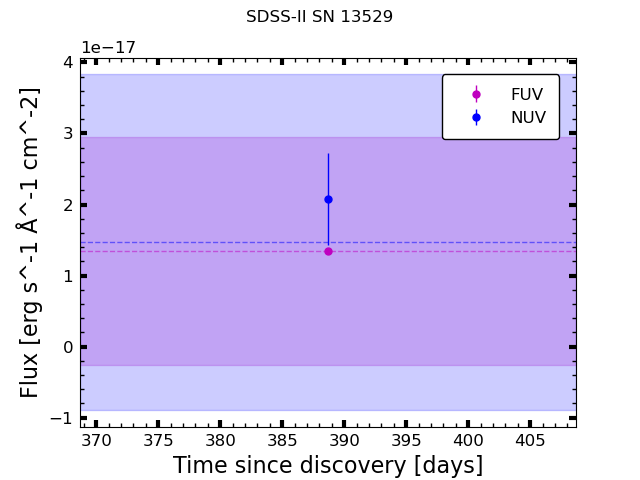 SDSS-II SN 13529
1e−17
FUV
NUV
4
3
2
1
0
−1
Flux [erg s^-1 Å^-1 cm^-2]
370 375 380 385 390 395 400 405
Time since discovery [days]